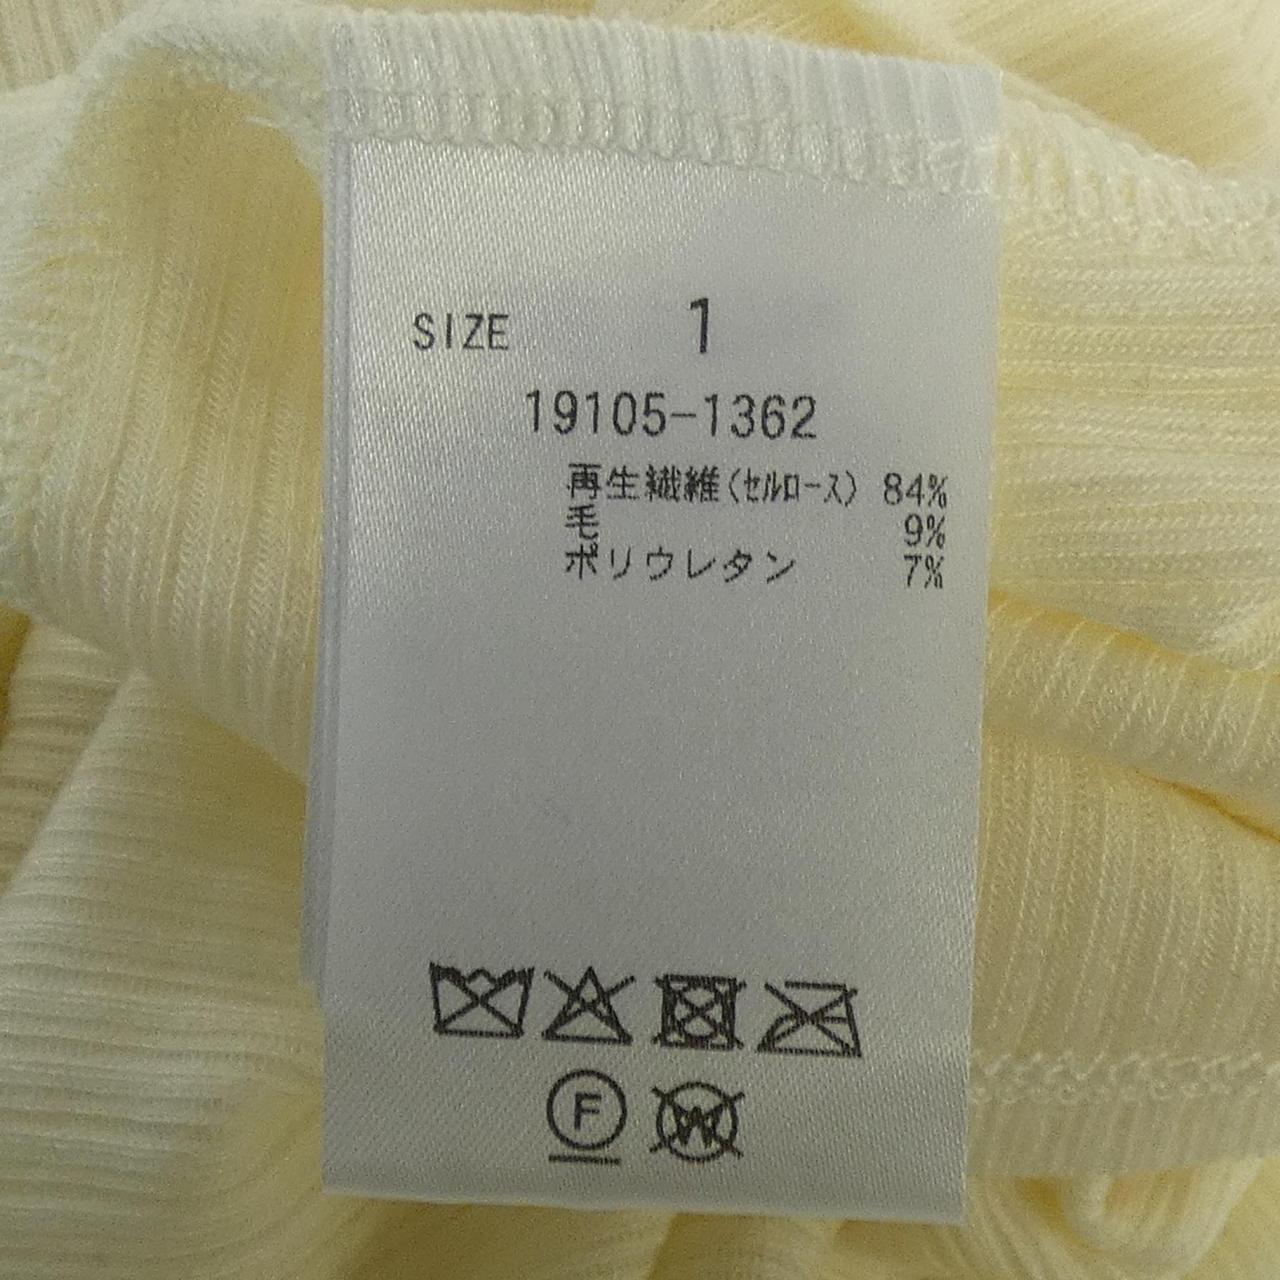 SIZE 1
19105-1362
再生繊維(セルロース) 84%
毛 9%
ポリウレタン 7%
F W